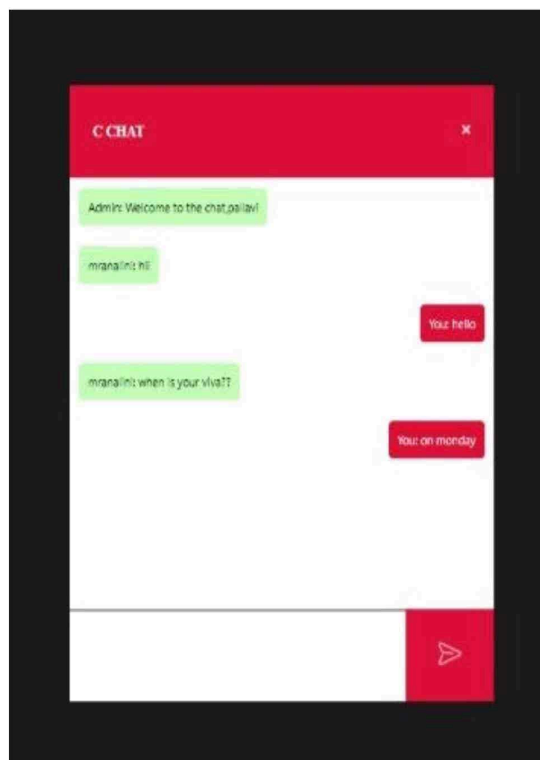 C CHAT
Admin: Welcome to the chat,pallavi
mranalini: hi!
You: hello
mranalini: when is your viva??
You: on monday